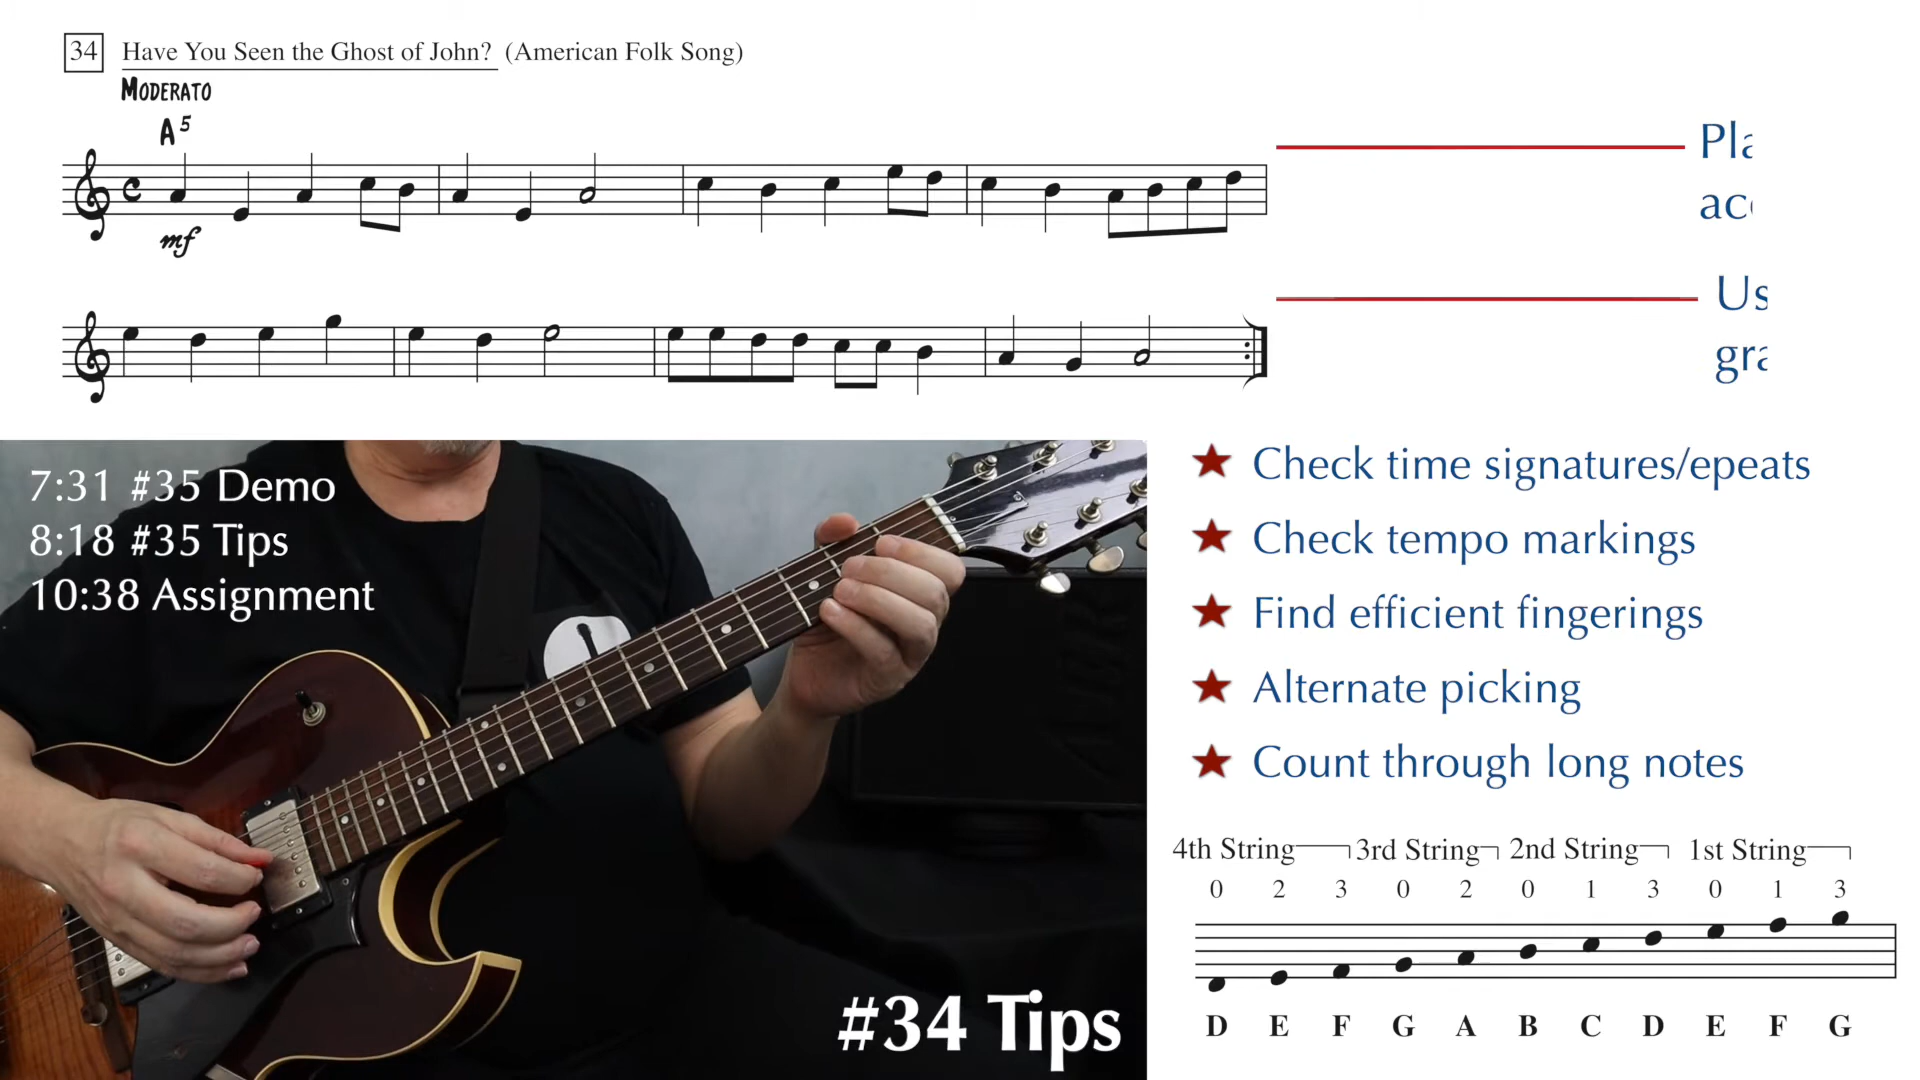 34 Have You Seen the Ghost of John? (American Folk Song)
MODERATO
A5
mf
7:31 #35 Demo
8:18 #35 Tips
10:38 Assignment
#34 Tips
★ Check time signatures/epeats
★ Check tempo markings
★ Find efficient fingerings
★ Alternate picking
★ Count through long notes
4th String 3rd String 2nd String 1st String
0 2 3 0 2 0 1 3 0 1 3
D E F G A B C D E F G